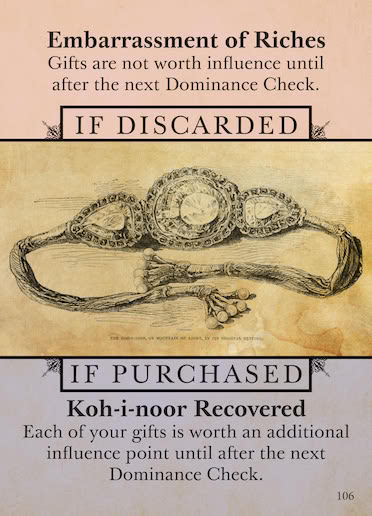 Embarrassment of Riches
Gifts are not worth influence until
after the next Dominance Check.
IF DISCARDED
THE KOH-I-NOOR, OR MOUNTAIN OF LIGHT, IN ITS ORIGINAL SETTING.
IF PURCHASED
Koh-i-noor Recovered
Each of your gifts is worth an additional
influence point until after the next
Dominance Check.
106